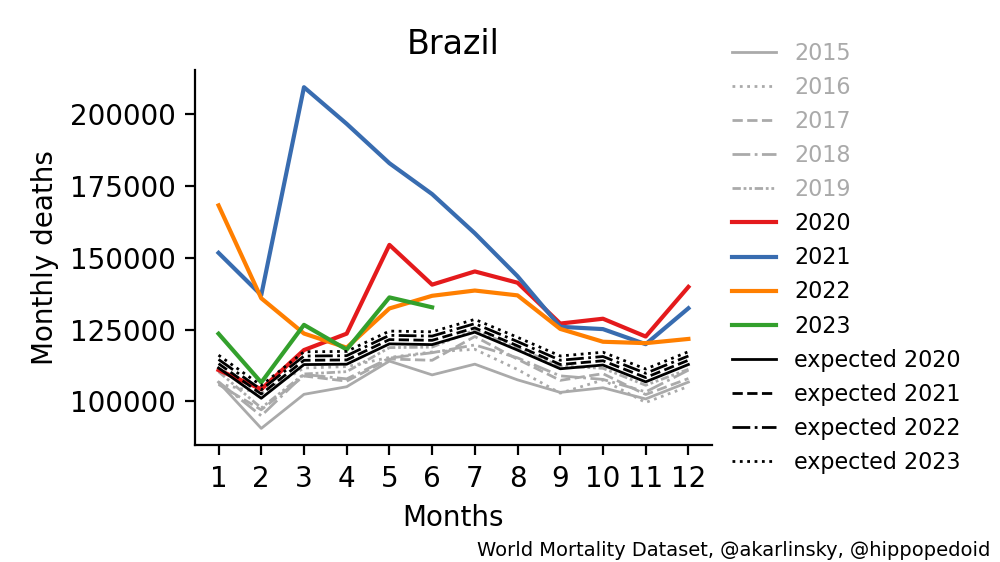 Brazil
Monthly deaths
200000
175000
150000
125000
100000
1 2 3 4 5 6 7 8 9 10 11 12
Months
2015
2016
2017
2018
2019
2020
2021
2022
2023
expected 2020
expected 2021
expected 2022
expected 2023
World Mortality Dataset, @akarlinsky, @hippopedoid